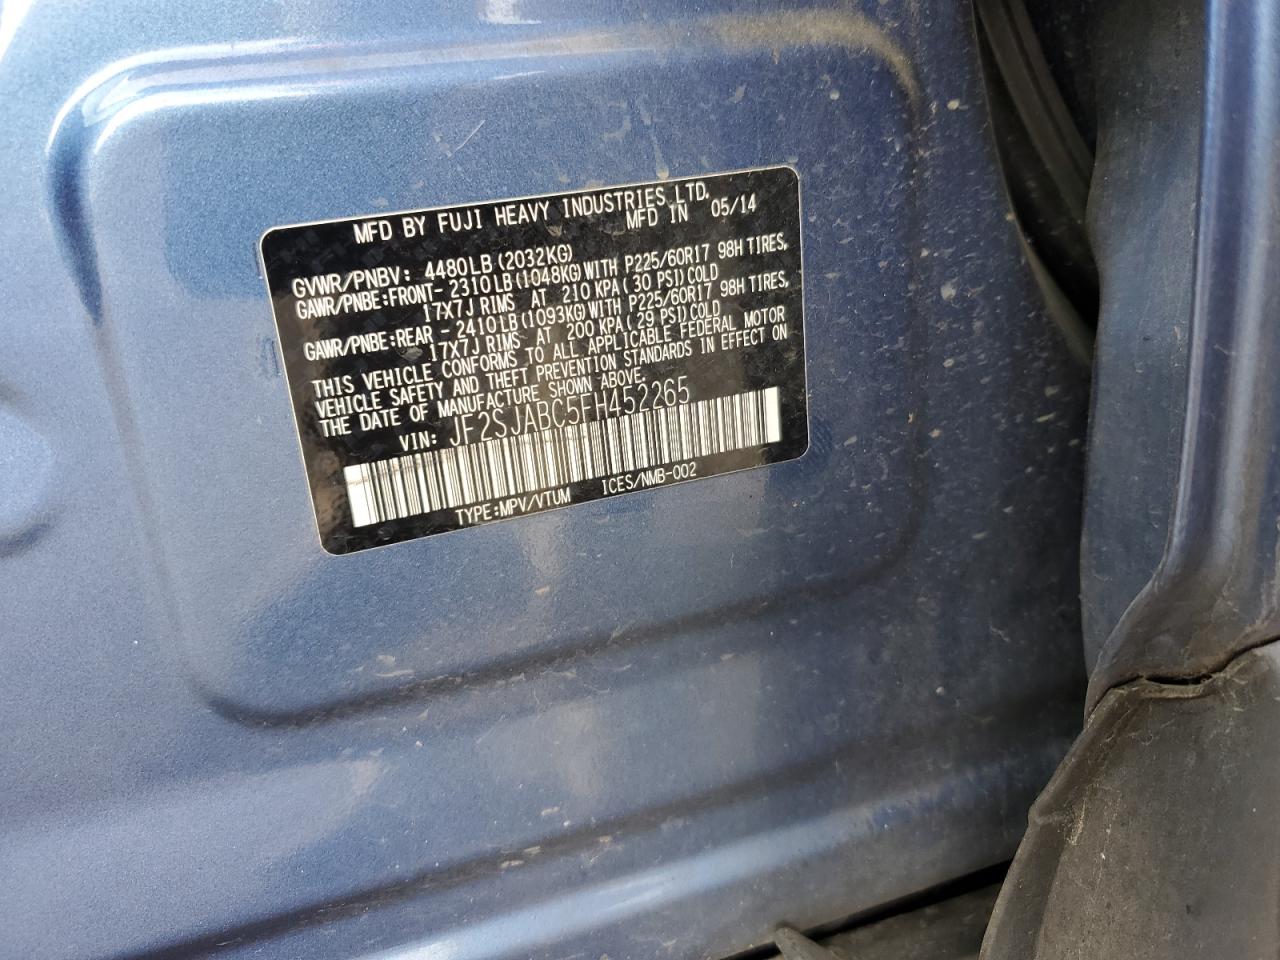 MFD BY FUJI HEAVY INDUSTRIES LTD.
MFD IN 05/14
GVWR/PNBV: 4480LB (2032KG)
GAWR/PNBE:FRONT- 2310LB(1048KG)WITH P225/60R17 98H TIRES,
17X7J RIMS AT 210 KPA(30 PSI)COLD
GAWR/PNBE:REAR - 2410LB(1093KG)WITH P225/60R17 98H TIRES,
17X7J RIMS AT 200 KPA(29 PSI)COLD
THIS VEHICLE CONFORMS TO ALL APPLICABLE FEDERAL MOTOR
VEHICLE SAFETY AND THEFT PREVENTION STANDARDS IN EFFECT ON
THE DATE OF MANUFACTURE SHOWN ABOVE.
VIN: JF2SJABC5FH452265
TYPE:MPV/VTUM ICES/NMB-002